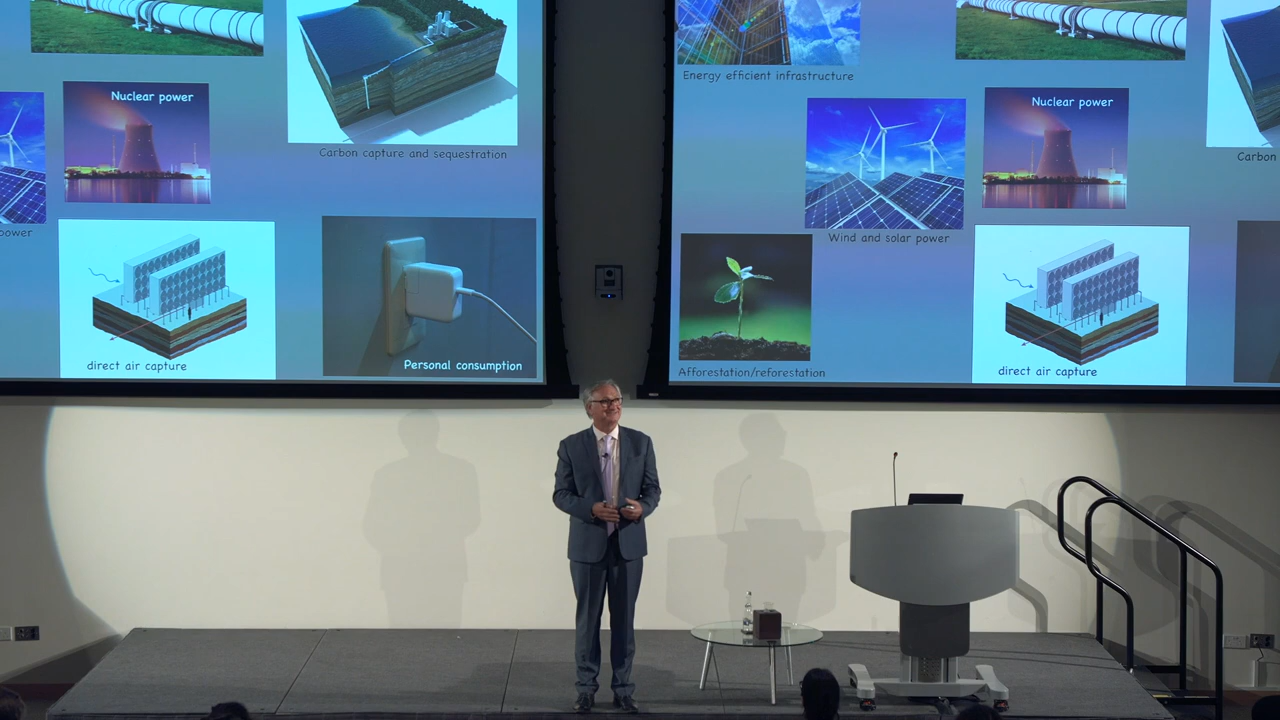 Nuclear power
Carbon capture and sequestration
power
direct air capture
Personal consumption
Energy efficient infrastructure
Nuclear power
Carbon
Wind and solar power
Afforestation/reforestation
direct air capture